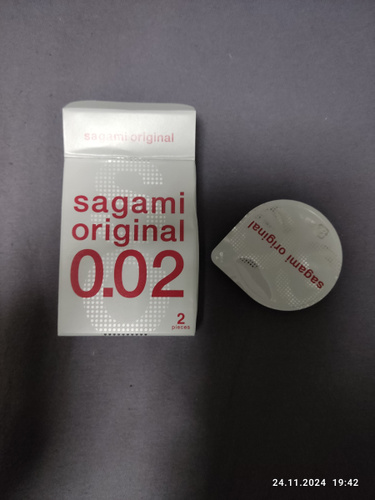 sagami original
sagami
original
0.02
2
pieces
sagami original
24.11.2024 19:42